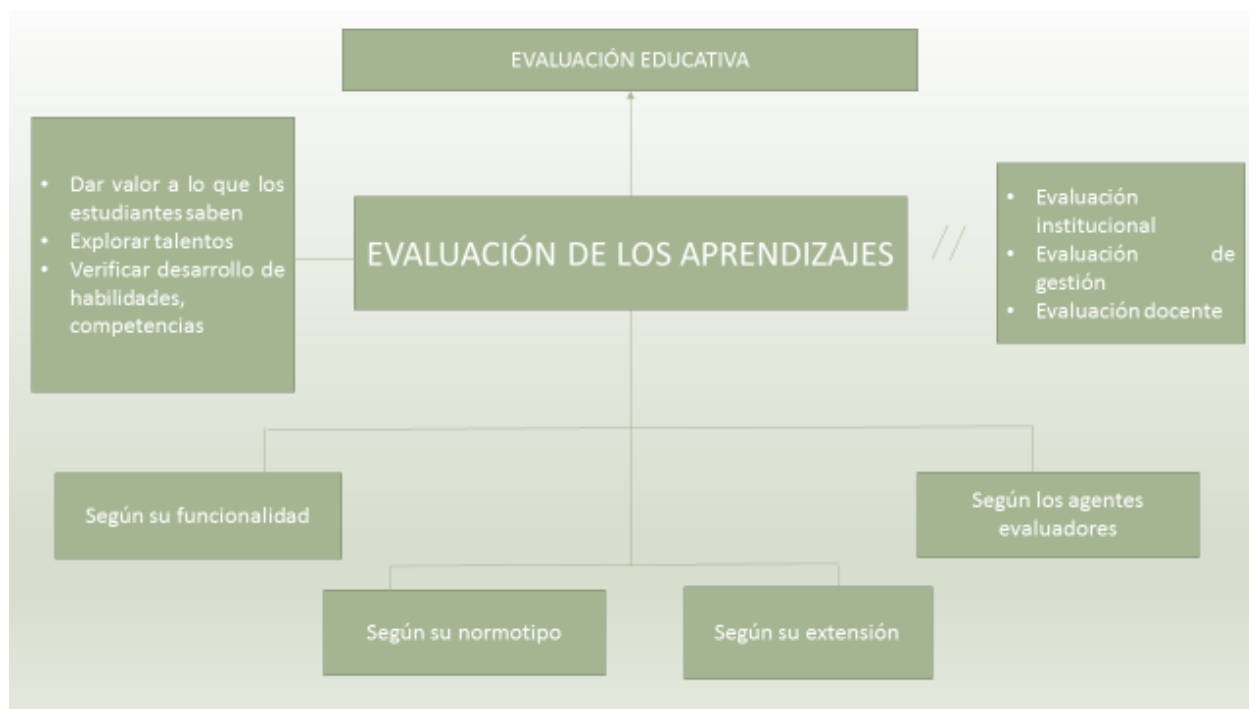 EVALUACIÓN EDUCATIVA
• Dar valor a lo que los
estudiantes saben
• Explorar talentos
• Verificar desarrollo de
habilidades,
competencias
EVALUACIÓN DE LOS APRENDIZAJES
//
• Evaluación
institucional
• Evaluación de
gestión
• Evaluación docente
Según su funcionalidad
Según los agentes
evaluadores
Según su normotipo
Según su extensión